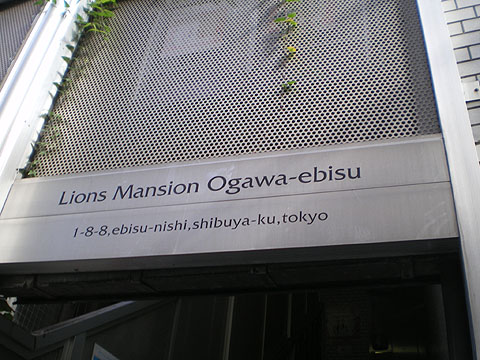 Lions Mansion Ogawa-ebisu
1-8-8,ebisu-nishi,shibuya-ku,tokyo